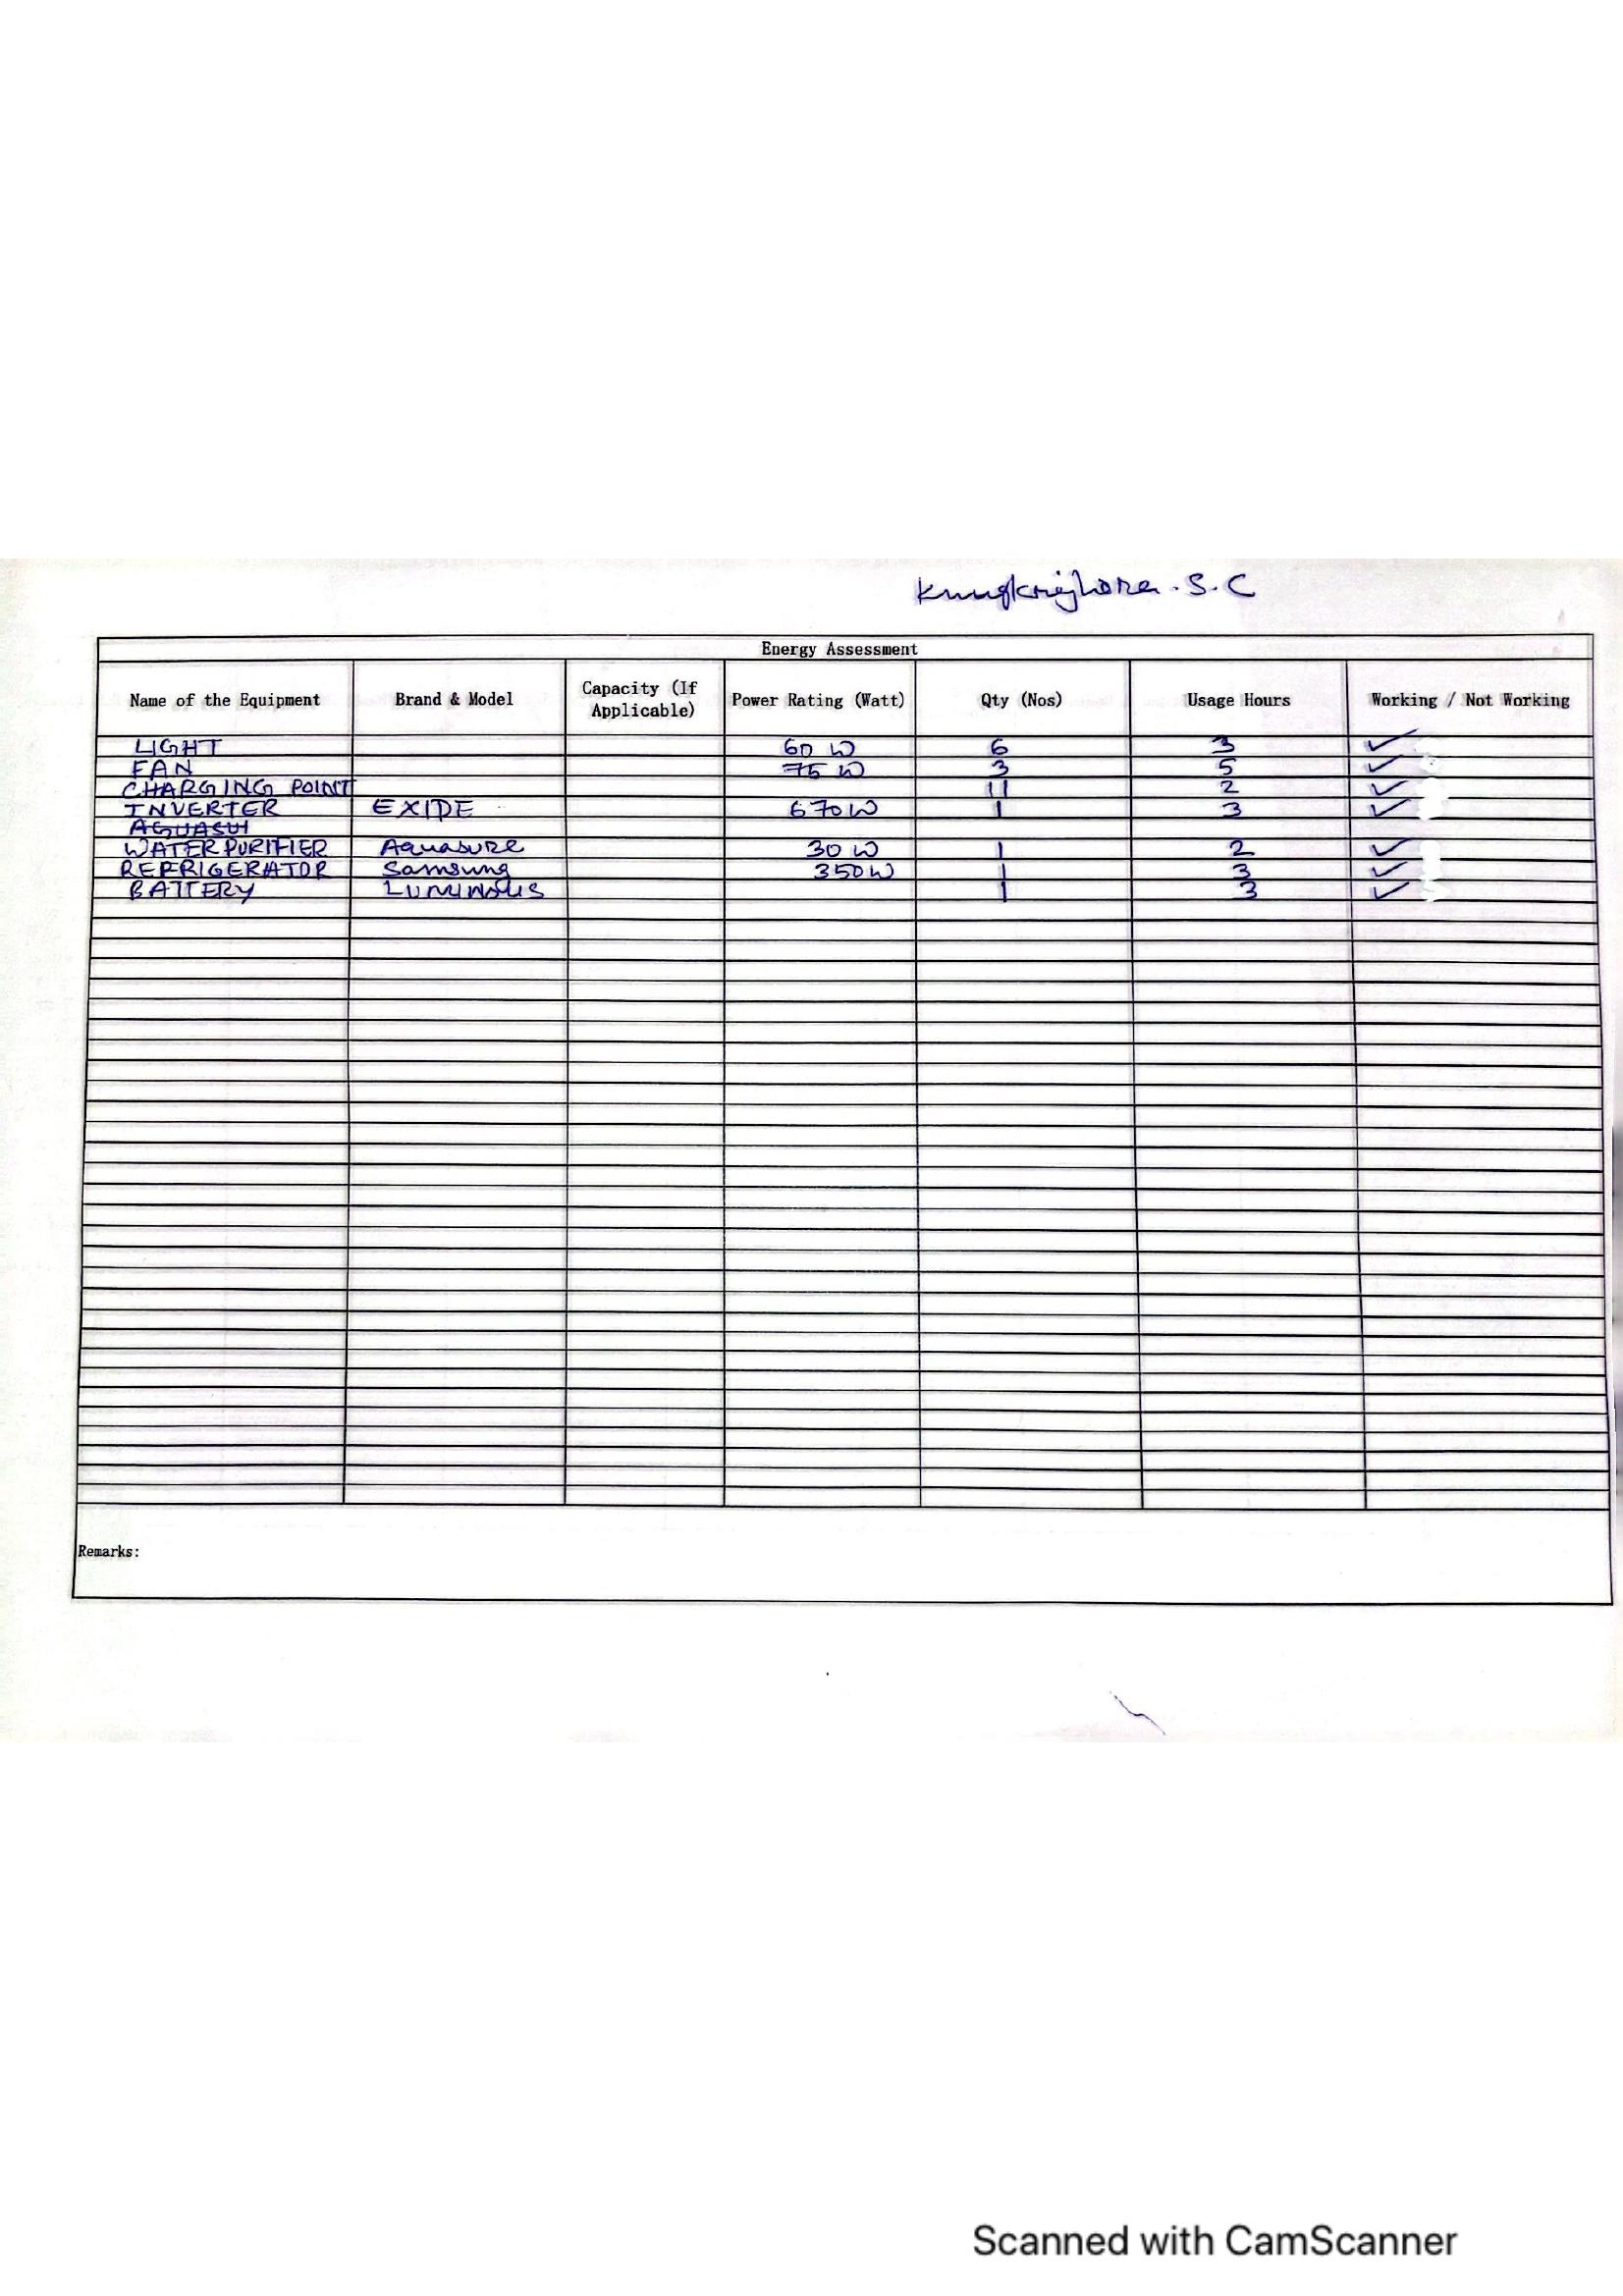 S.C
Energy Assessment
Name of the Equipment Brand & Model Capacity (If Applicable) Power Rating (Watt) Qty (Nos) Usage Hours Working / Not Working
LIGHT 60 W 6 3 ✓
FAN 75 W 3 5 ✓
CHARGING POINT 11 2 ✓
INVERTER EXIDE 670W 1 3 ✓
AQUASU
WATER PURIFIER Aquasure 30 W 1 2 ✓
REFRIGERATOR Samsung 350W 1 3 ✓
BATTERY LUMINOUS 1 3 ✓
Remarks:
Scanned with CamScanner